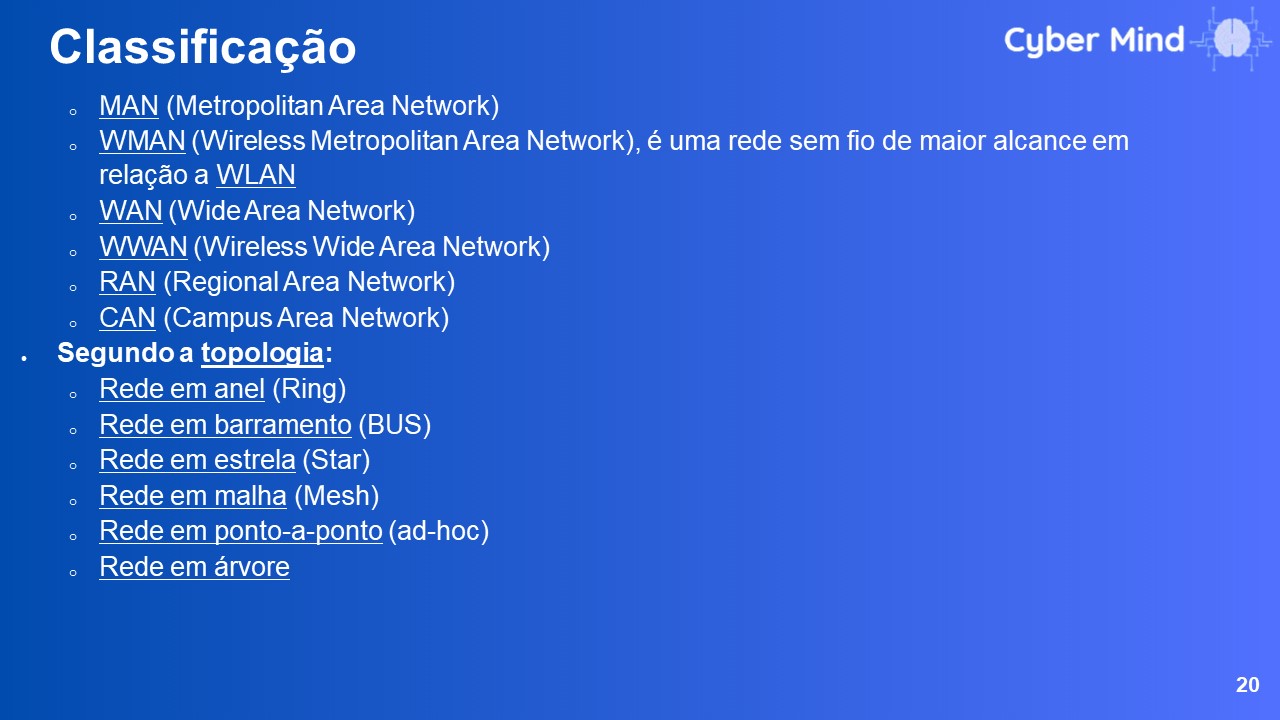 Classificação
Cyber Mind
o MAN (Metropolitan Area Network)
o WMAN (Wireless Metropolitan Area Network), é uma rede sem fio de maior alcance em
relação a WLAN
o WAN (Wide Area Network)
o WWAN (Wireless Wide Area Network)
o RAN (Regional Area Network)
o CAN (Campus Area Network)
• Segundo a topologia:
o Rede em anel (Ring)
o Rede em barramento (BUS)
o Rede em estrela (Star)
o Rede em malha (Mesh)
o Rede em ponto-a-ponto (ad-hoc)
o Rede em árvore
20